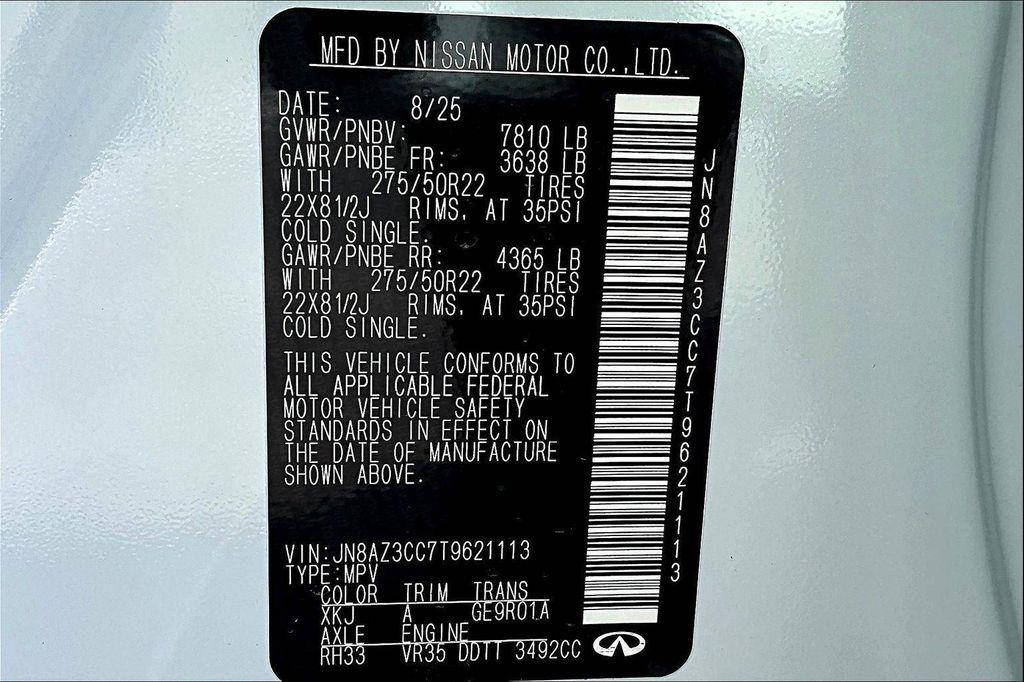 MFD BY NISSAN MOTOR CO.,LTD.
DATE: 8/25
GVWR/PNBV: 7810 LB
GAWR/PNBE FR: 3638 LB
WITH 275/50R22 TIRES
22X81/2J RIMS, AT 35PSI
COLD SINGLE.
GAWR/PNBE RR: 4365 LB
WITH 275/50R22 TIRES
22X81/2J RIMS, AT 35PSI
COLD SINGLE.
THIS VEHICLE CONFORMS TO
ALL APPLICABLE FEDERAL
MOTOR VEHICLE SAFETY
STANDARDS IN EFFECT ON
THE DATE OF MANUFACTURE
SHOWN ABOVE.
VIN:JN8AZ3CC7T9621113
TYPE:MPV
COLOR TRIM TRANS
XKJ A GE9R01A
AXLE ENGINE
RH33 VR35 DDTT 3492CC
JN8AZ3CC7T9621113